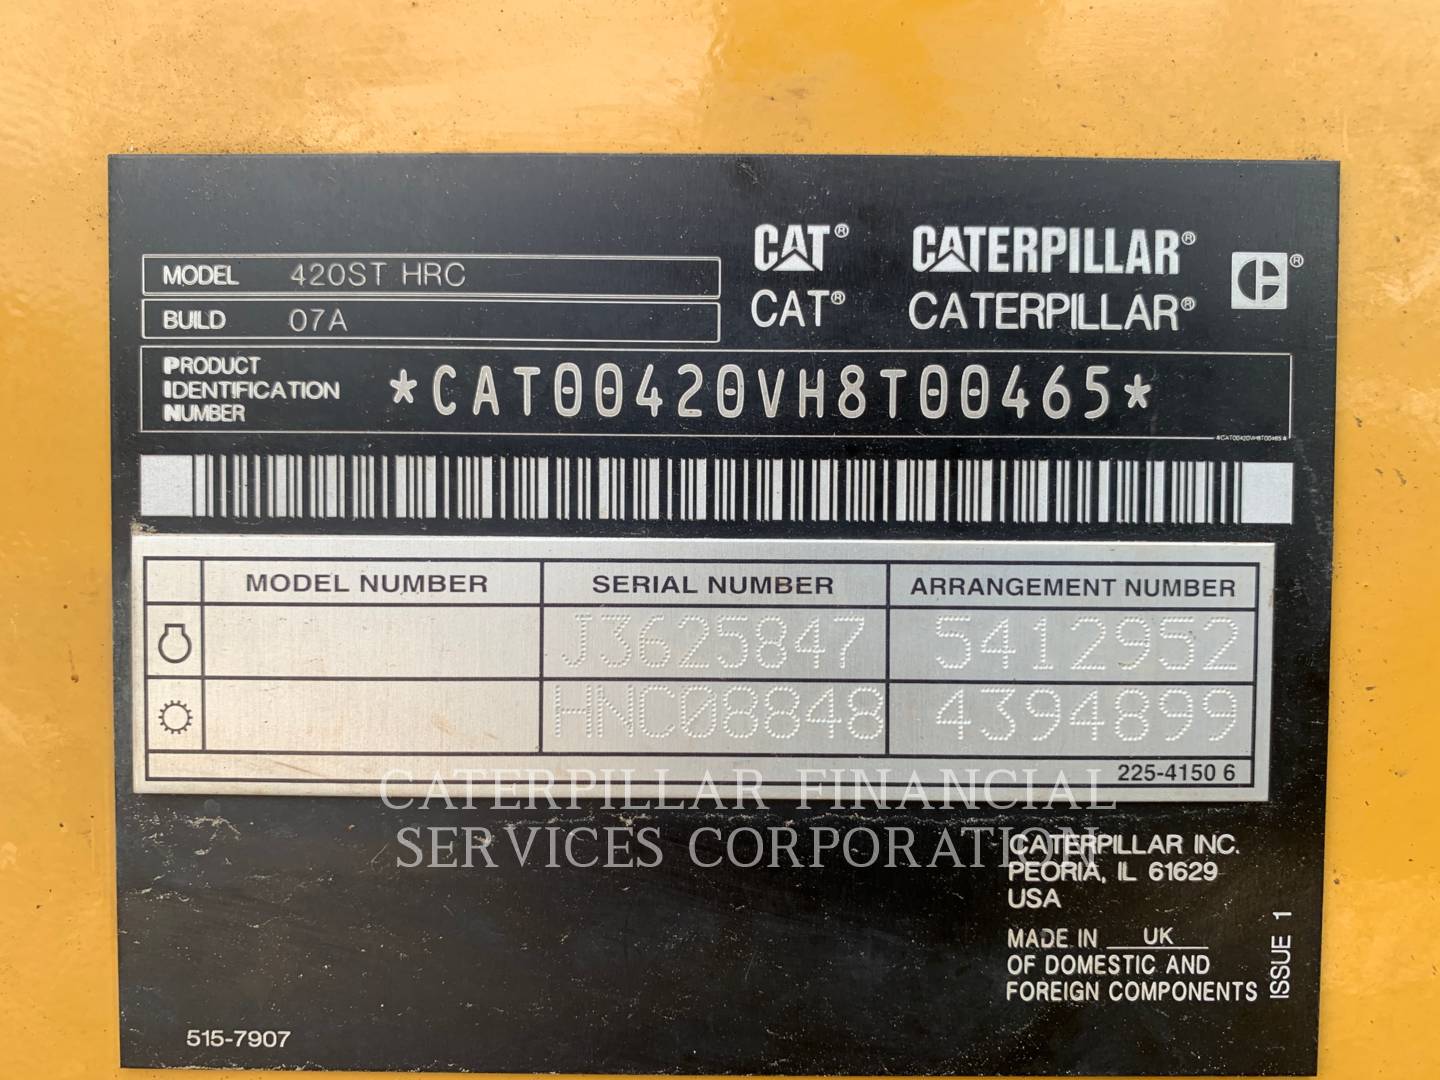 CAT® CATERPILLAR®
CAT® CATERPILLAR®
MODEL 420ST HRC
BUILD 07A
PRODUCT
IDENTIFICATION
NUMBER
*CAT00420VH8T00465*
*CAT00420VH8T00465*
MODEL NUMBER SERIAL NUMBER ARRANGEMENT NUMBER
J3625847 5412952
HNC08848 4394899
225-4150 6
CATERPILLAR FINANCIAL
SERVICES CORPORATION
CATERPILLAR INC.
PEORIA, IL 61629
USA
MADE IN UK
OF DOMESTIC AND
FOREIGN COMPONENTS
ISSUE 1
515-7907